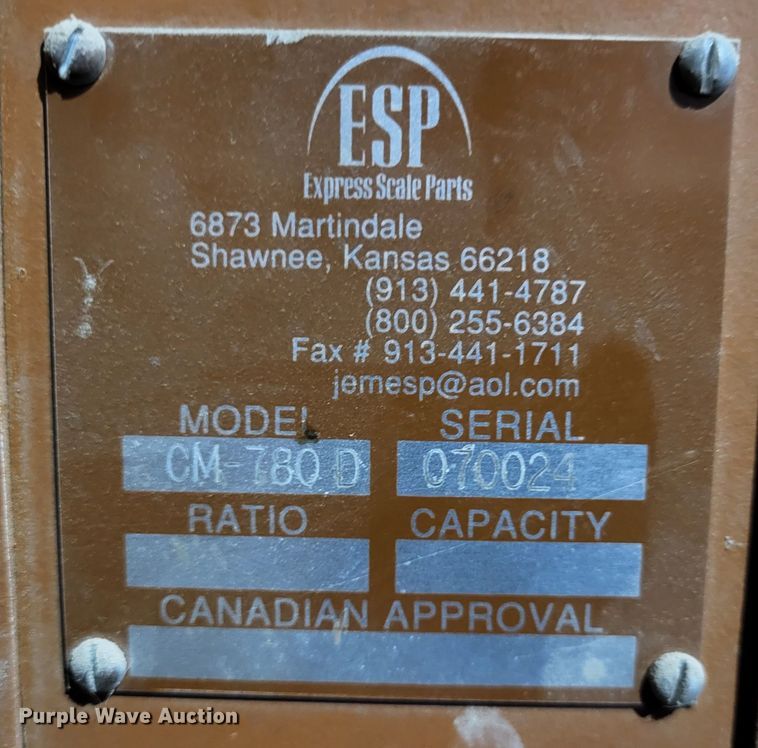 ESP
Express Scale Parts
6873 Martindale
Shawnee, Kansas 66218
(913) 441-4787
(800) 255-6384
Fax # 913-441-1711
jemesp@aol.com
MODEL SERIAL
CM-780 D 070024
RATIO CAPACITY
CANADIAN APPROVAL
Purple Wave Auction